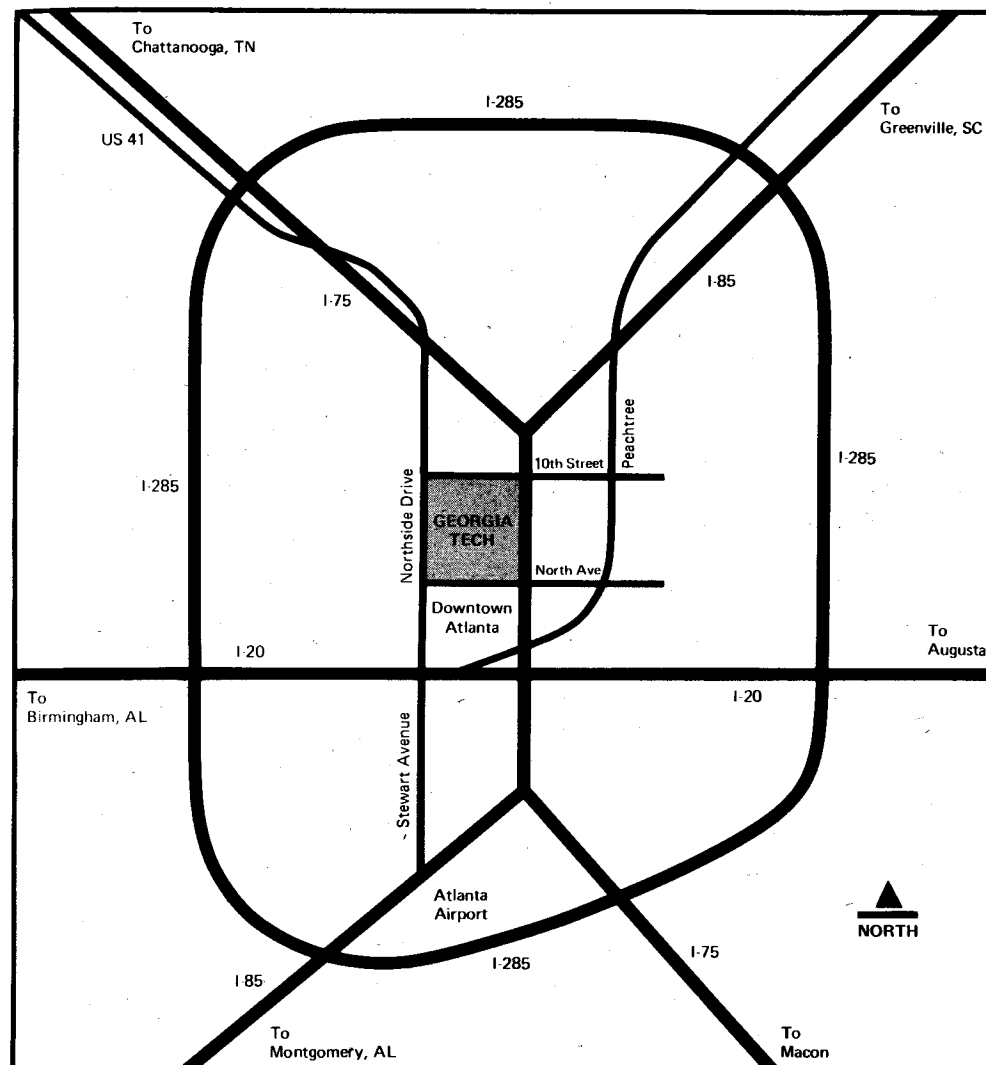 To
Chattanooga, TN
I-285
To
Greenville, SC
US 41
I-75
I-85
Peachtree
10th Street
I-285
I-285
Northside Drive
GEORGIA
TECH
North Ave
Downtown
Atlanta
To
Augusta
I-20
I-20
To
Birmingham, AL
- Stewart Avenue
Atlanta
Airport
NORTH
I-85
I-285
I-75
To
Montgomery, AL
To
Macon